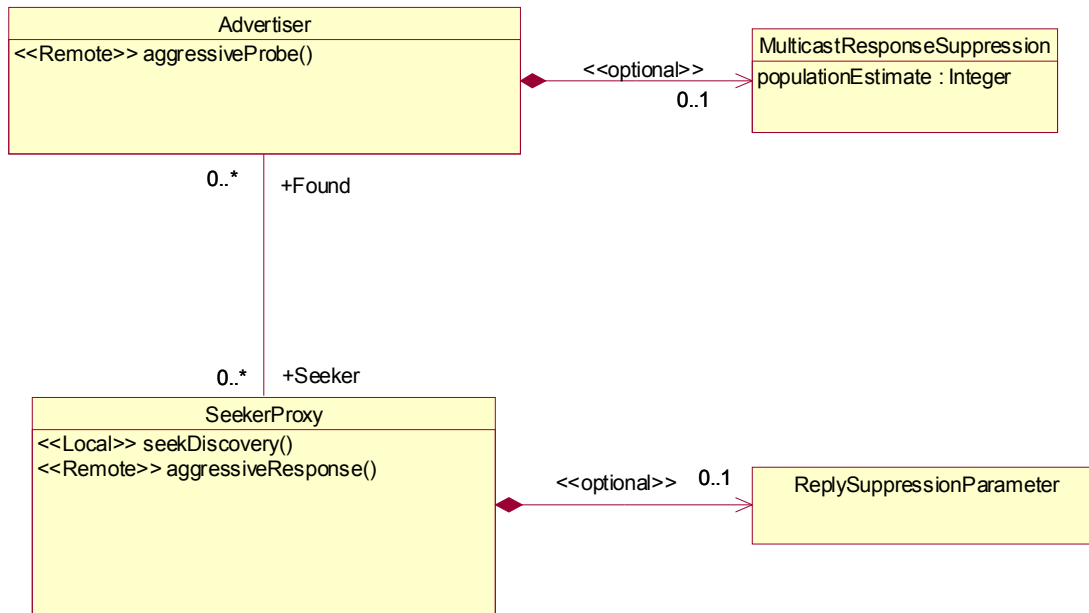 Advertiser
<<Remote>> aggressiveProbe()
<<optional>>
0..1
MulticastResponseSuppression
populationEstimate : Integer
0..*
+Found
0..*
+Seeker
SeekerProxy
<<Local>> seekDiscovery()
<<Remote>> aggressiveResponse()
<<optional>>
0..1
ReplySuppressionParameter